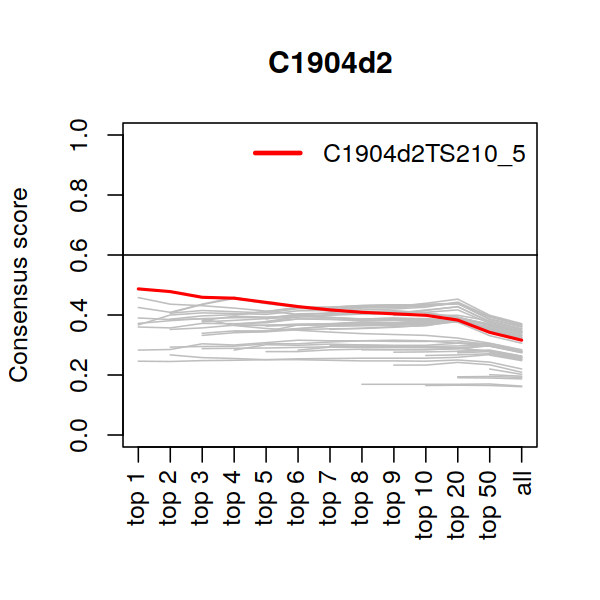 C1904d2
C1904d2TS210_5
Consensus score
1.0
0.8
0.6
0.4
0.2
0.0
top 1
top 2
top 3
top 4
top 5
top 6
top 7
top 8
top 9
top 10
top 20
top 50
all